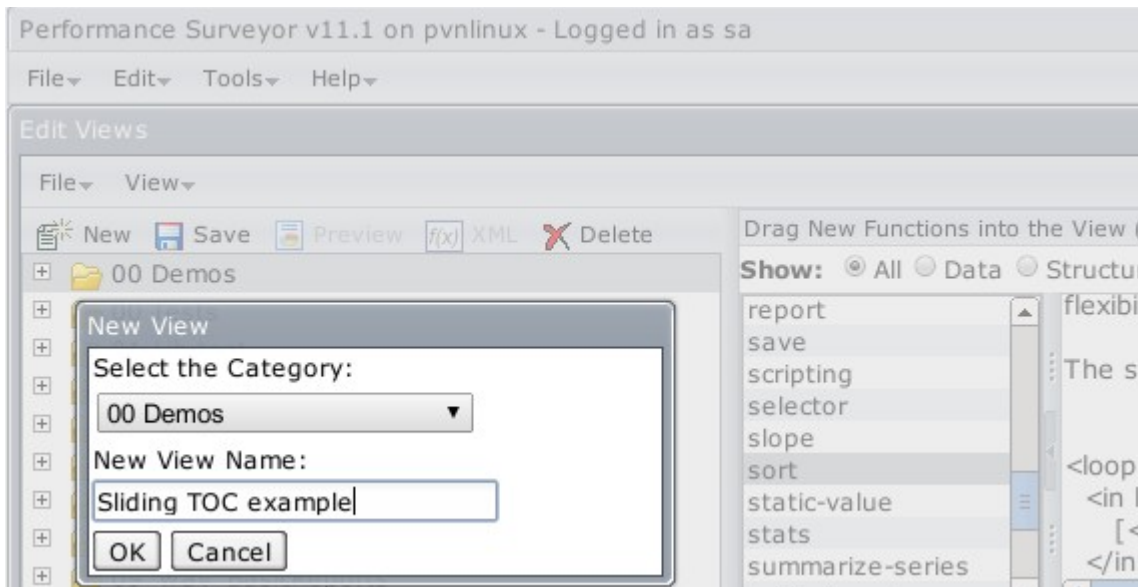 Performance Surveyor v11.1 on pvnlinux - Logged in as sa
File Edit Tools Help
Edit Views
File View
New Save Preview f(x) XML Delete
00 Demos
New View
Select the Category:
00 Demos
New View Name:
Sliding TOC example
OK Cancel
Drag New Functions into the View (
Show: All Data Structu
report
save
scripting
selector
slope
sort
static-value
stats
summarize-series
flexibi
The s
<loop
<in
[<
</in